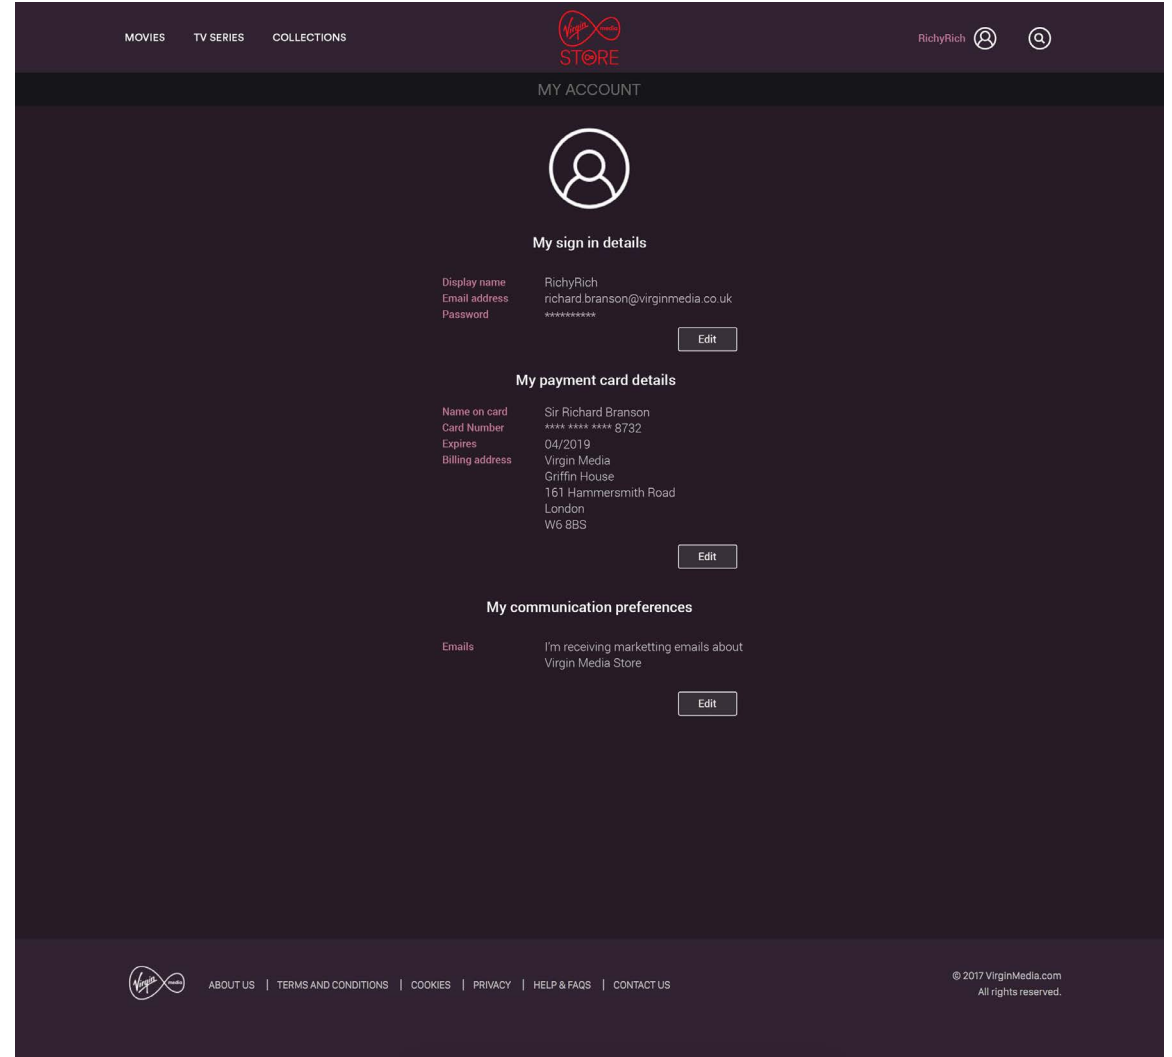 MOVIES TV SERIES COLLECTIONS
Virgin media
STORE
RichyRich
MY ACCOUNT
My sign in details
Display name RichyRich
Email address richard.branson@virginmedia.co.uk
Password **********
Edit
My payment card details
Name on card Sir Richard Branson
Card Number **** **** **** 8732
Expires 04/2019
Billing address Virgin Media
Griffin House
161 Hammersmith Road
London
W6 8BS
Edit
My communication preferences
Emails I'm receiving marketting emails about
Virgin Media Store
Edit
Virgin media
ABOUT US | TERMS AND CONDITIONS | COOKIES | PRIVACY | HELP & FAQS | CONTACT US
© 2017 VirginMedia.com
All rights reserved.